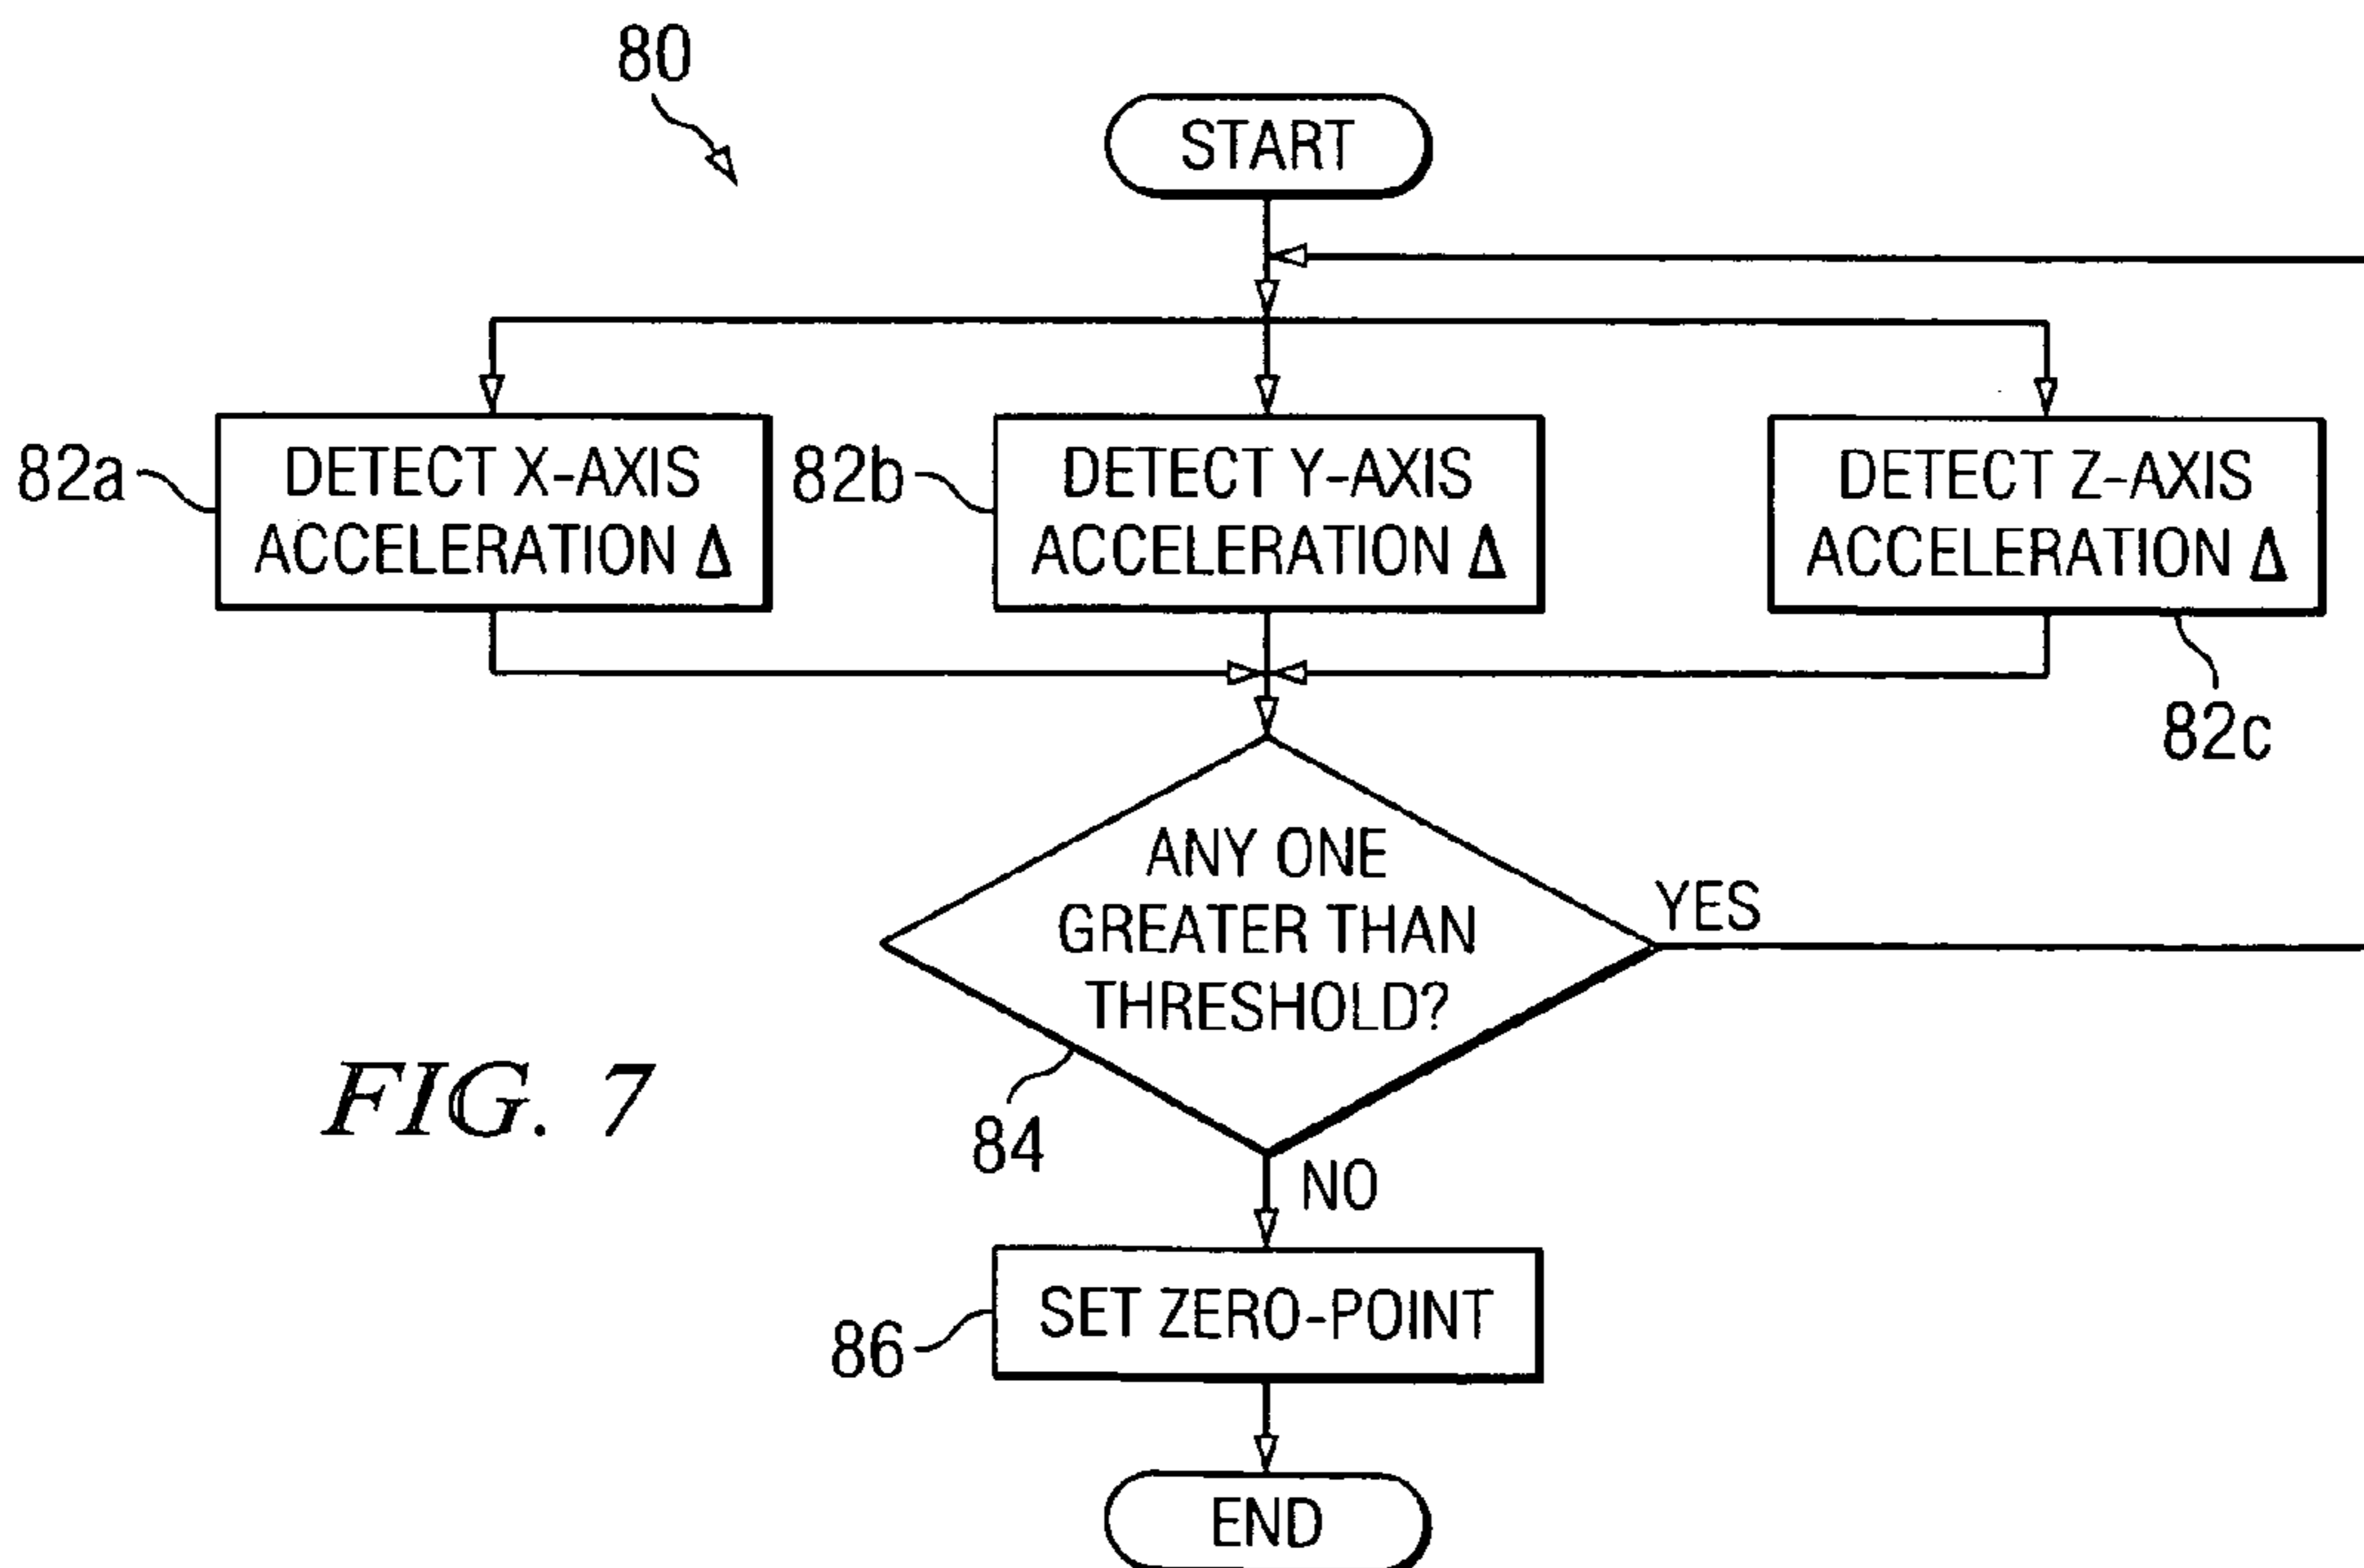 80
START
82a
DETECT X-AXIS
ACCELERATION Δ
82b
DETECT Y-AXIS
ACCELERATION Δ
DETECT Z-AXIS
ACCELERATION Δ
82c
ANY ONE
GREATER THAN
THRESHOLD?
YES
84
NO
FIG. 7
SET ZERO-POINT
86
END